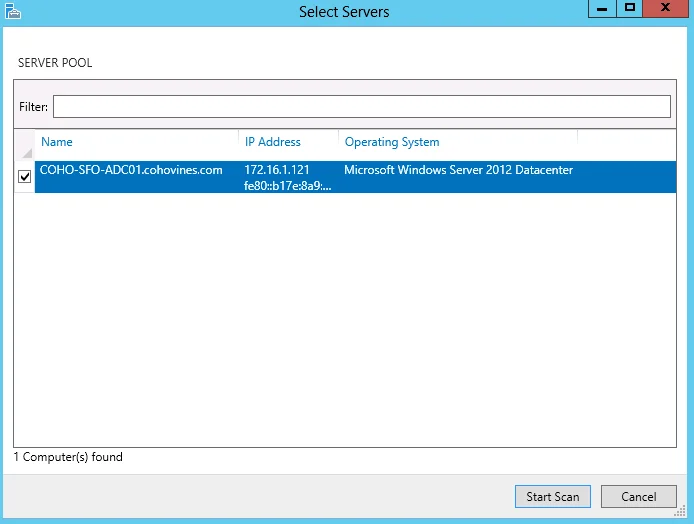 Select Servers
SERVER POOL
Filter:
Name IP Address Operating System
COHO-SFO-ADC01.cohovines.com 172.16.1.121 Microsoft Windows Server 2012 Datacenter
fe80::b17e:8a9:...
1 Computer(s) found
Start Scan Cancel